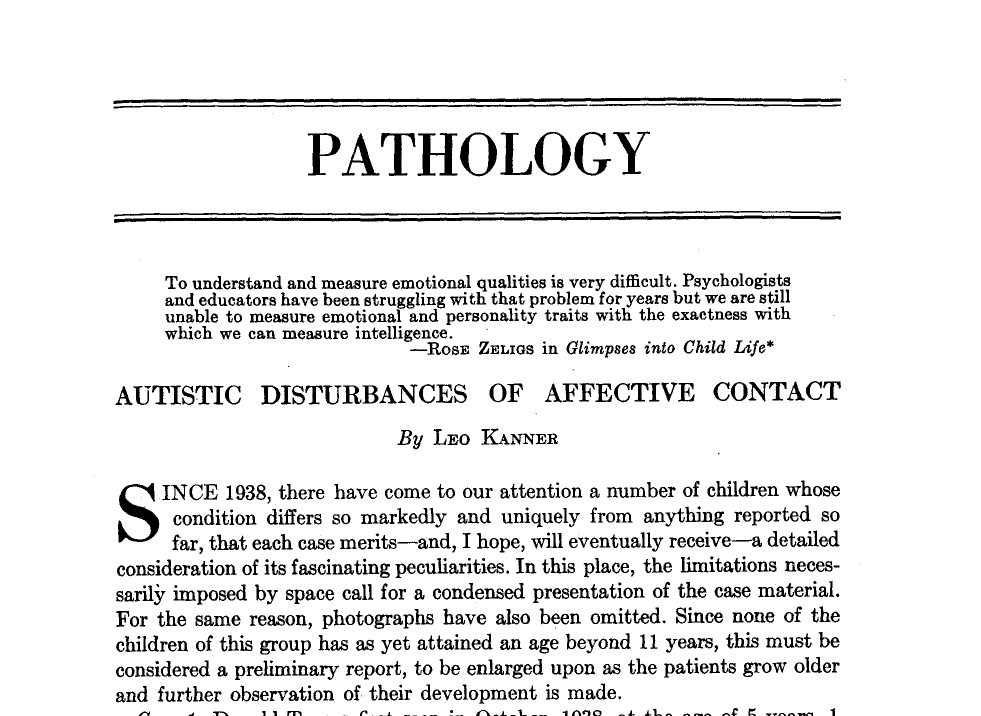 PATHOLOGY
To understand and measure emotional qualities is very difficult. Psychologists
and educators have been struggling with that problem for years but we are still
unable to measure emotional and personality traits with the exactness with
which we can measure intelligence.
—ROSE ZELIGS in Glimpses into Child Life*
AUTISTIC DISTURBANCES OF AFFECTIVE CONTACT
By LEO KANNER
SINCE 1938, there have come to our attention a number of children whose
condition differs so markedly and uniquely from anything reported so
far, that each case merits—and, I hope, will eventually receive—a detailed
consideration of its fascinating peculiarities. In this place, the limitations neces-
sarily imposed by space call for a condensed presentation of the case material.
For the same reason, photographs have also been omitted. Since none of the
children of this group has as yet attained an age beyond 11 years, this must be
considered a preliminary report, to be enlarged upon as the patients grow older
and further observation of their development is made.